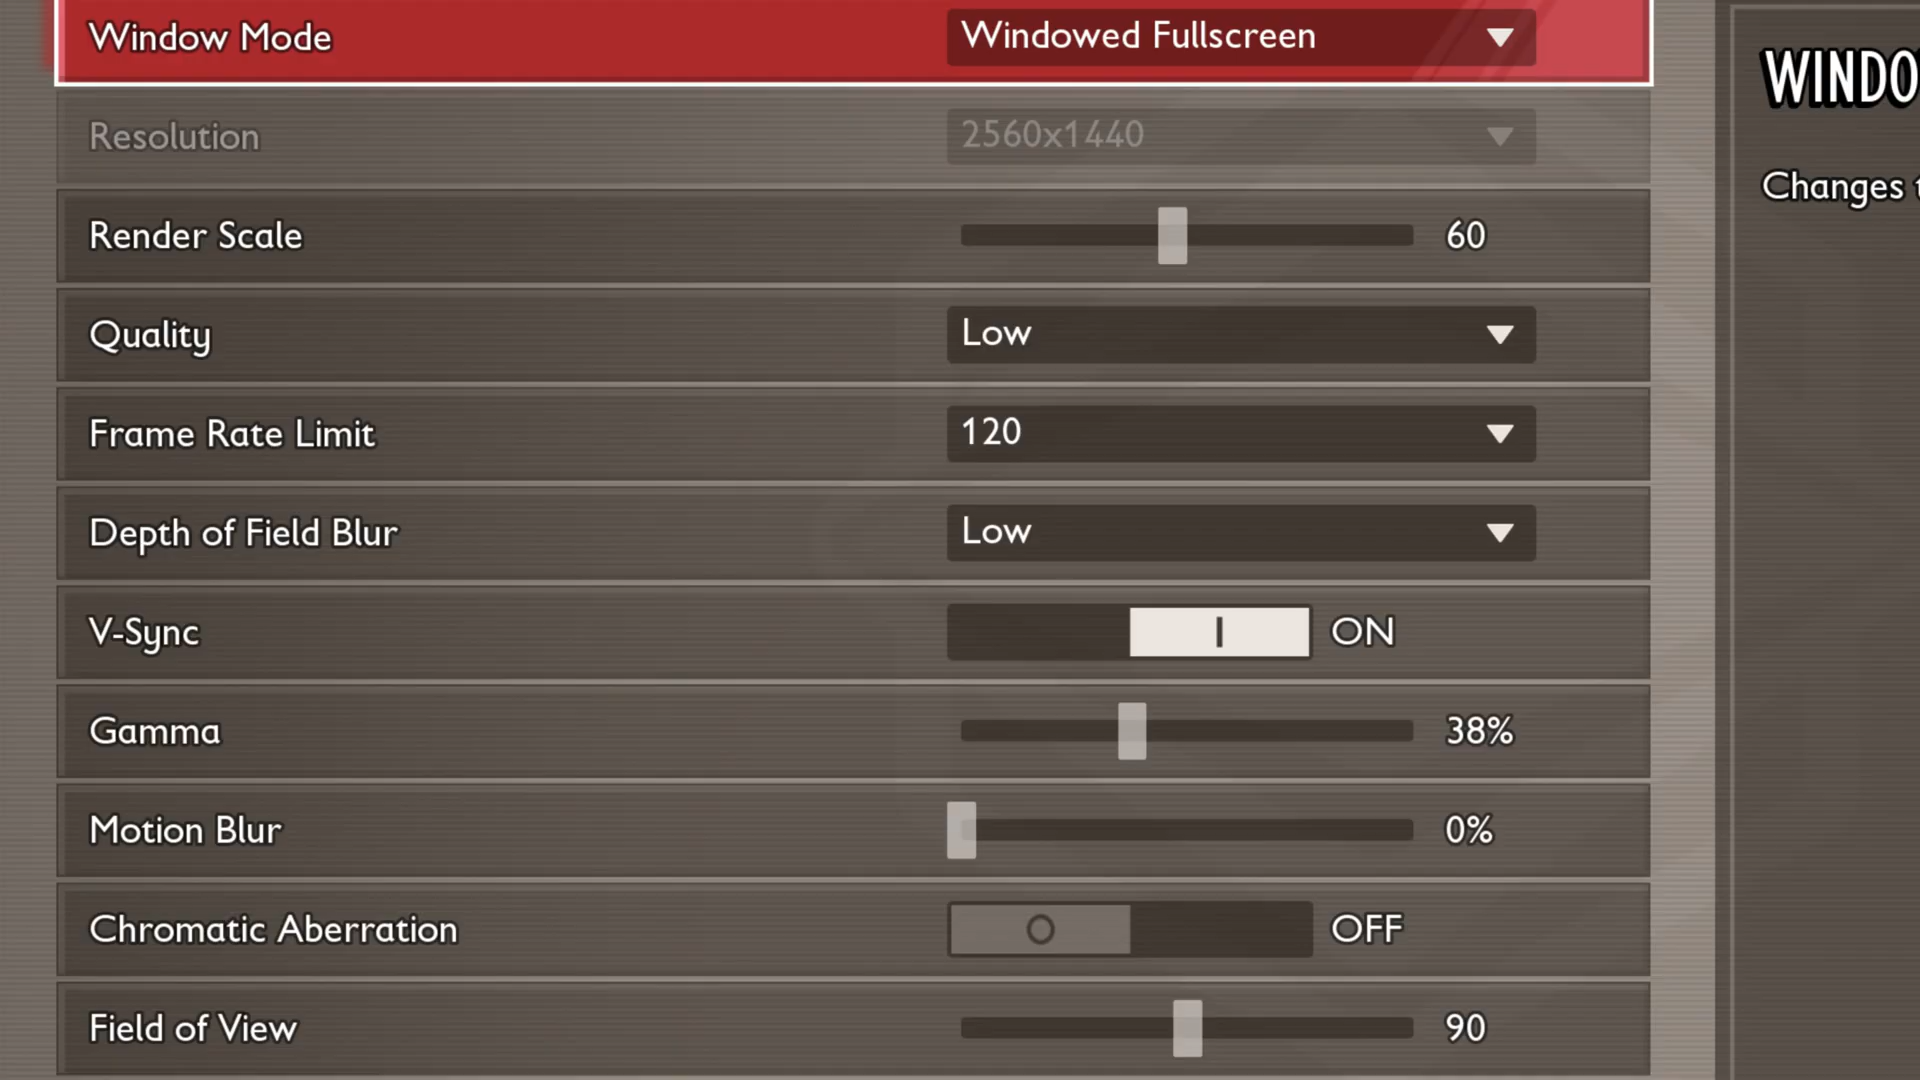 Window Mode Windowed Fullscreen
WINDO
Resolution 2560x1440
Changes
Render Scale 60
Quality Low
Frame Rate Limit 120
Depth of Field Blur Low
V-Sync ON
Gamma 38%
Motion Blur 0%
Chromatic Aberration OFF
Field of View 90